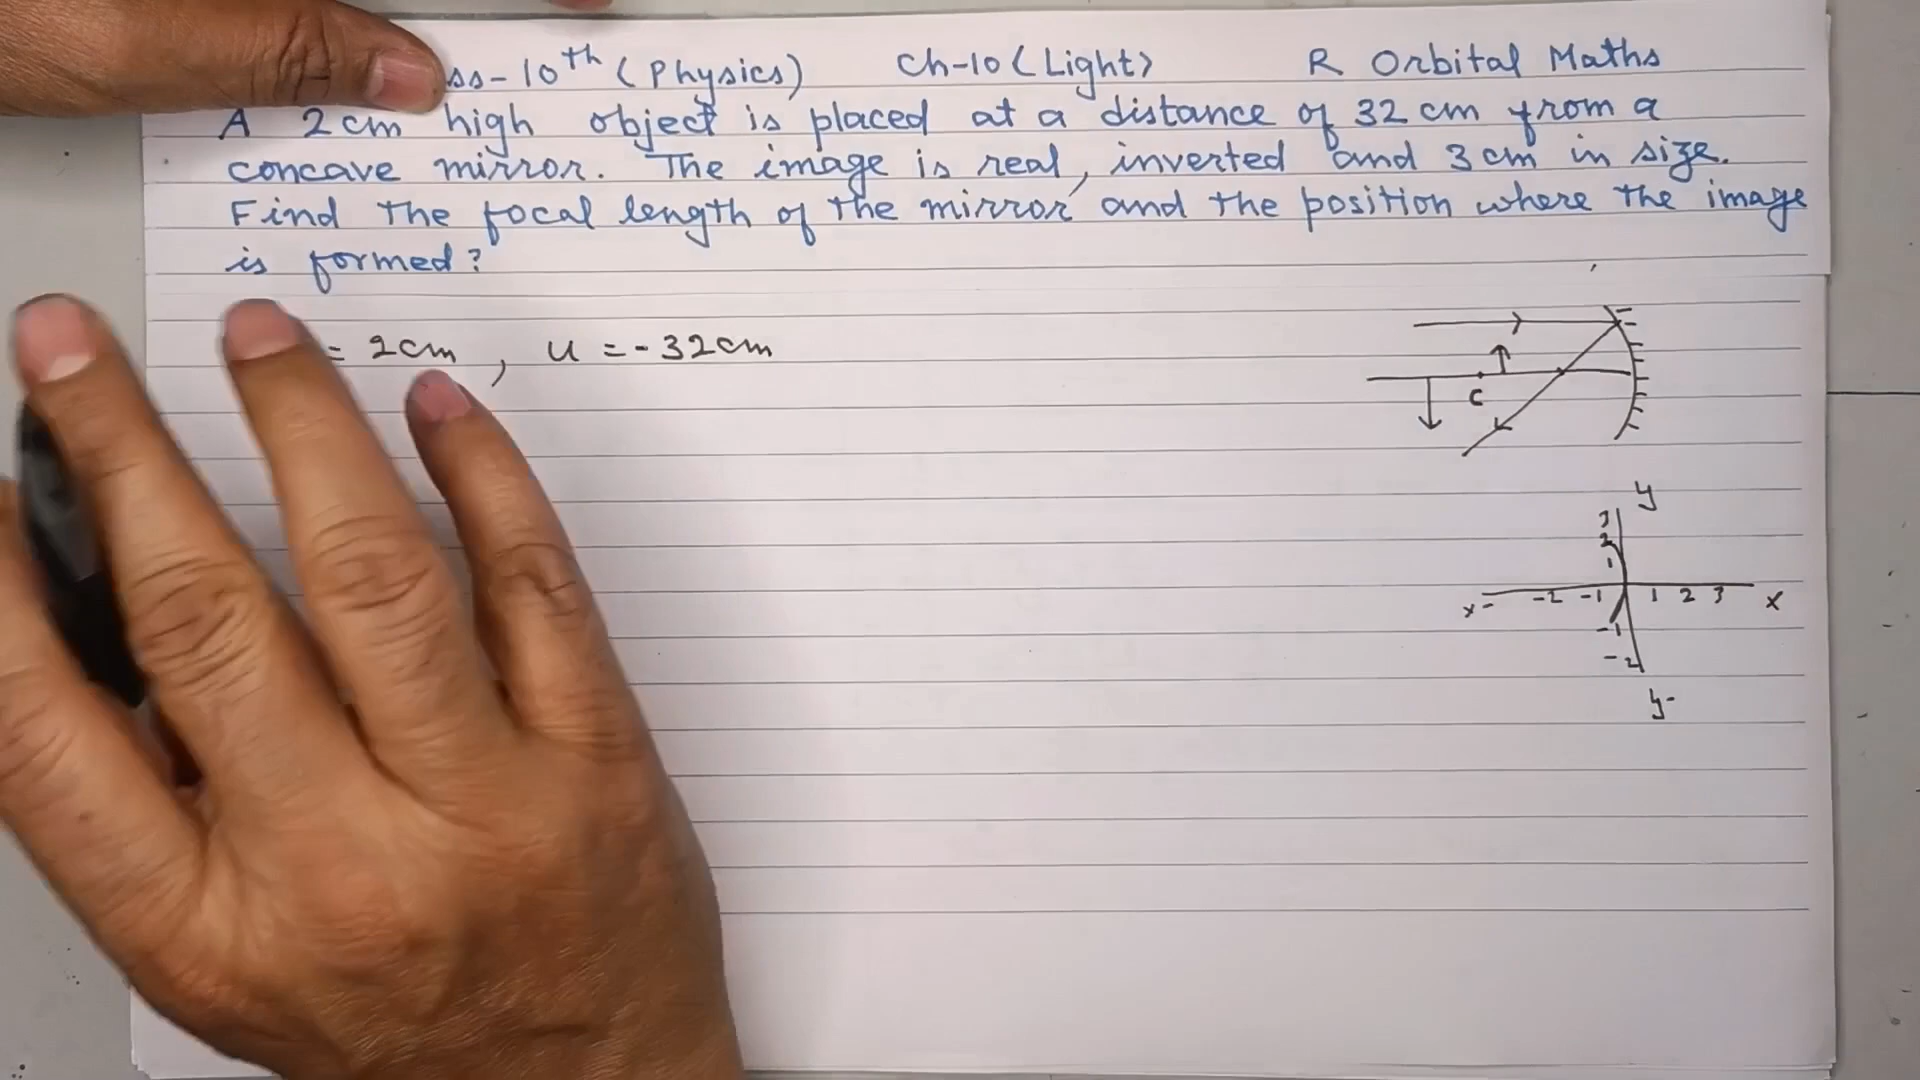 ss-10th (Physics) Ch-10 (Light) R Orbital Maths
A 2cm high object is placed at a distance of 32 cm from a
concave mirror. The image is real, inverted and 3 cm in size.
Find the focal length of the mirror and the position where the image
is formed?
= 2cm, u = -32cm
C
y
3
2
1
x- -2 -1 1 2 3 x
-1
-2
y-